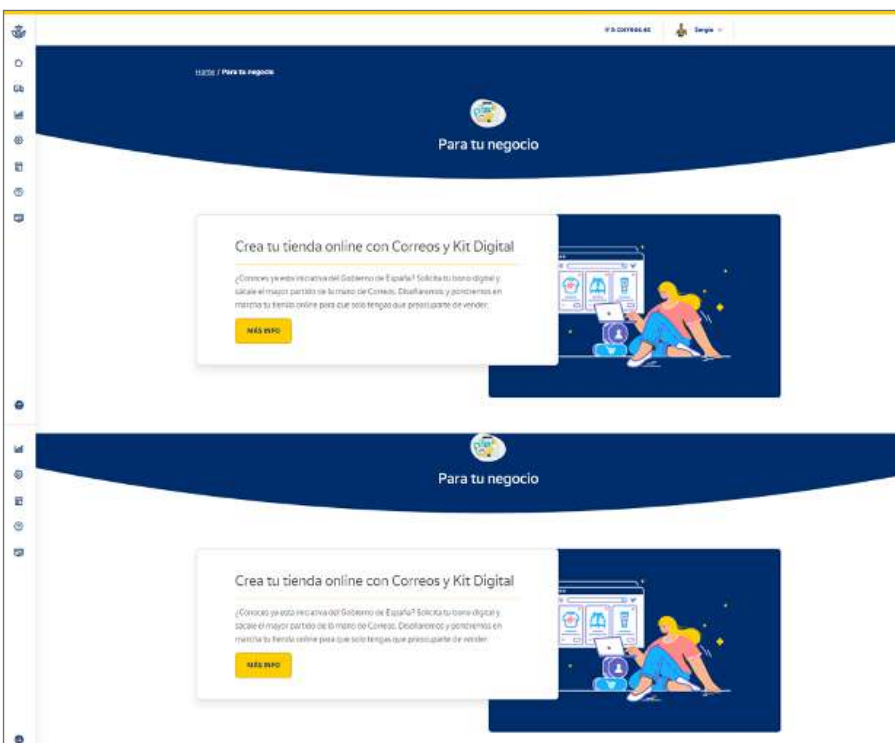 Sergio
Home / Para tu negocio
Para tu negocio
Crea tu tienda online con Correos y Kit Digital
¿Conoces ya esta iniciativa del Gobierno de España? Solicita tu bono digital y
sácale el mayor partido de la mano de Correos. Diseñaremos y pondremos en
marcha tu tienda online para que solo tengas que preocuparte de vender.
MÁS INFO
Para tu negocio
Crea tu tienda online con Correos y Kit Digital
¿Conoces ya esta iniciativa del Gobierno de España? Solicita tu bono digital y
sácale el mayor partido de la mano de Correos. Diseñaremos y pondremos en
marcha tu tienda online para que solo tengas que preocuparte de vender.
MÁS INFO